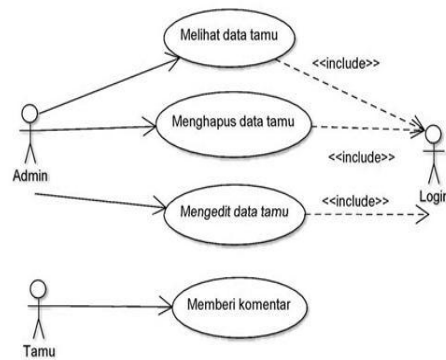 Melihat data tamu
<<include>>
Menghapus data tamu
<<include>>
Admin
Login
Mengedit data tamu
<<include>>
Memberi komentar
Tamu